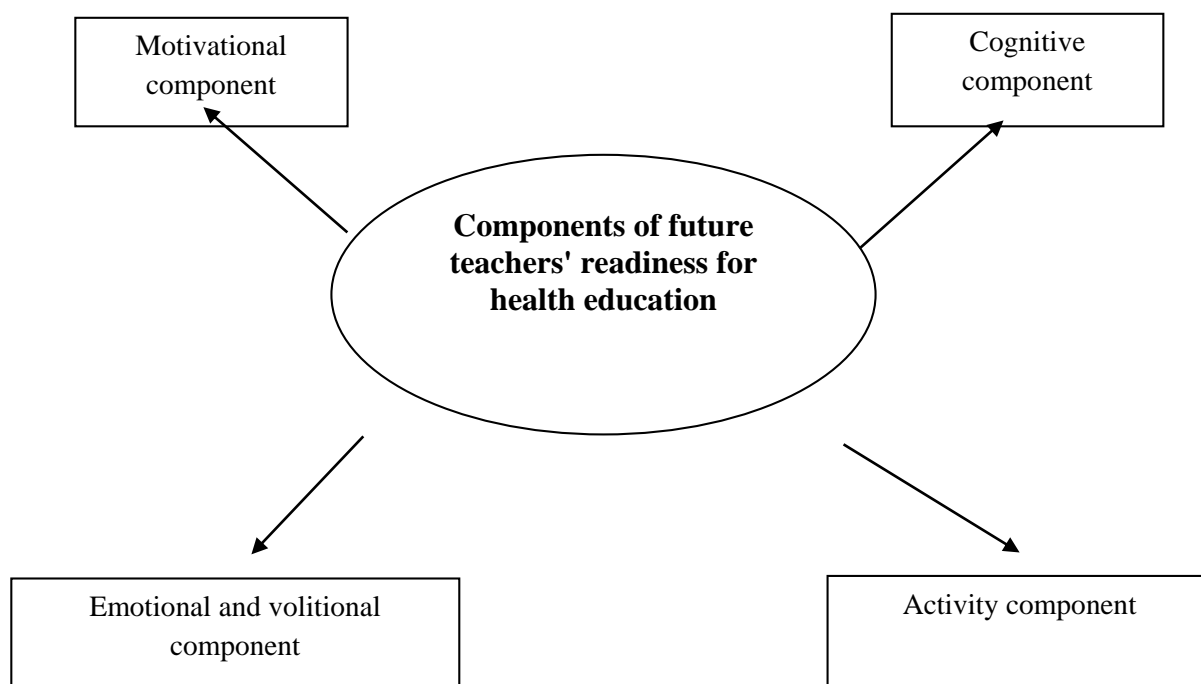 Motivational
component
Cognitive
component
Components of future
teachers' readiness for
health education
Emotional and volitional
component
Activity component